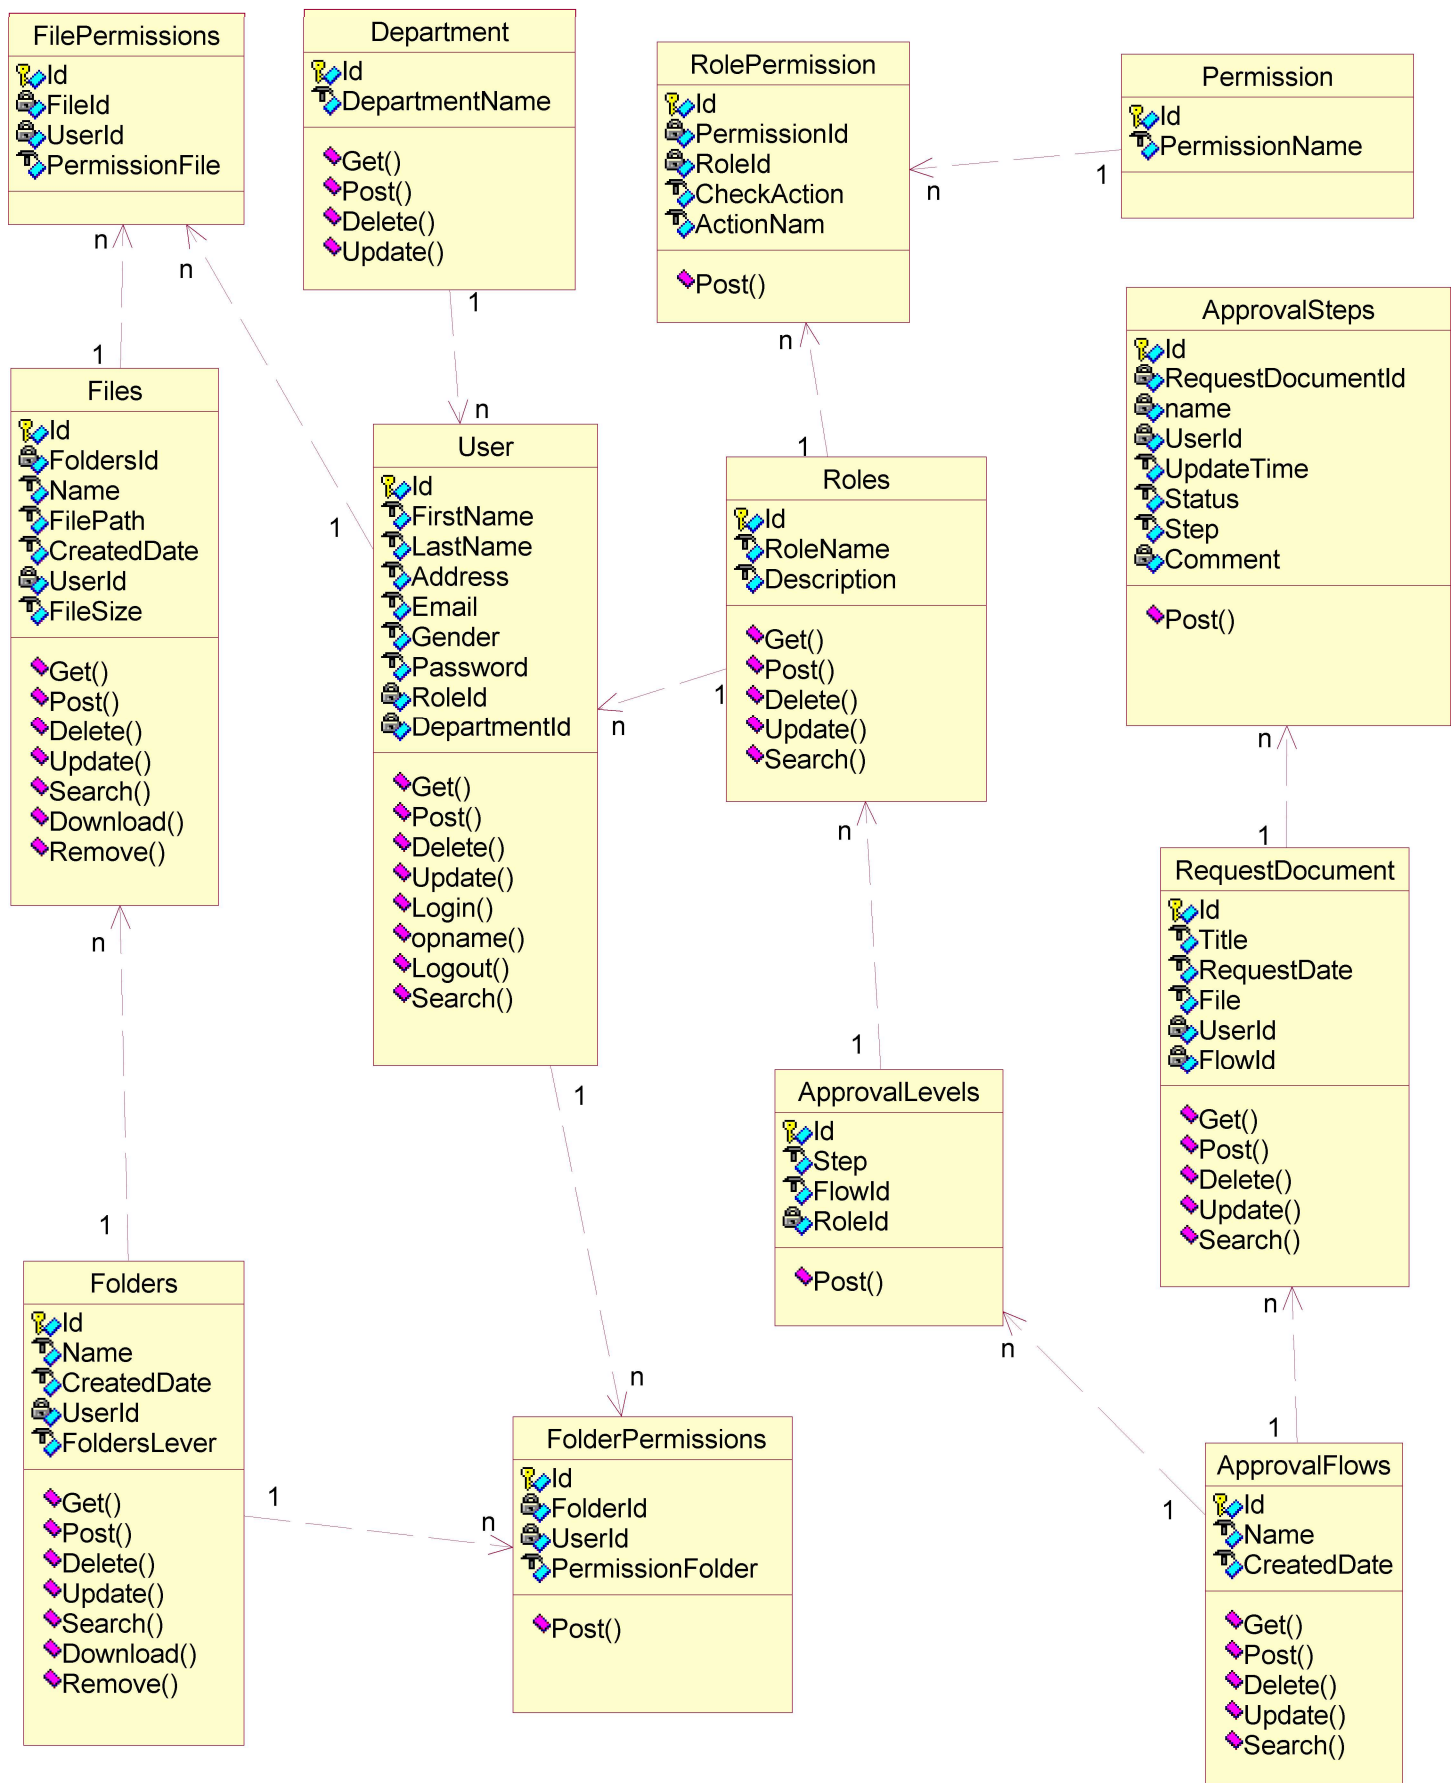 FilePermissions
Id
FileId
UserId
PermissionFile
Department
Id
DepartmentName
Get()
Post()
Delete()
Update()
RolePermission
Id
PermissionId
RoleId
CheckAction
ActionNam
Post()
Permission
Id
PermissionName
1
n
n
n
1
n
1
n
1
n
1
1
n
1
n
Files
Id
FoldersId
Name
FilePath
CreatedDate
UserId
FileSize
Get()
Post()
Delete()
Update()
Search()
Download()
Remove()
User
Id
FirstName
LastName
Address
Email
Gender
Password
RoleId
DepartmentId
Get()
Post()
Delete()
Update()
Login()
opname()
Logout()
Search()
Roles
Id
RoleName
Description
Get()
Post()
Delete()
Update()
Search()
ApprovalSteps
Id
RequestDocumentId
name
UserId
UpdateTime
Status
Step
Comment
Post()
n
1
n
1
n
1
1
n
RequestDocument
Id
Title
RequestDate
File
UserId
FlowId
Get()
Post()
Delete()
Update()
Search()
ApprovalLevels
Id
Step
FlowId
RoleId
Post()
n
1
n
1
Folders
Id
Name
CreatedDate
UserId
FoldersLever
Get()
Post()
Delete()
Update()
Search()
Download()
Remove()
1
n
FolderPermissions
Id
FolderId
UserId
PermissionFolder
Post()
ApprovalFlows
Id
Name
CreatedDate
Get()
Post()
Delete()
Update()
Search()